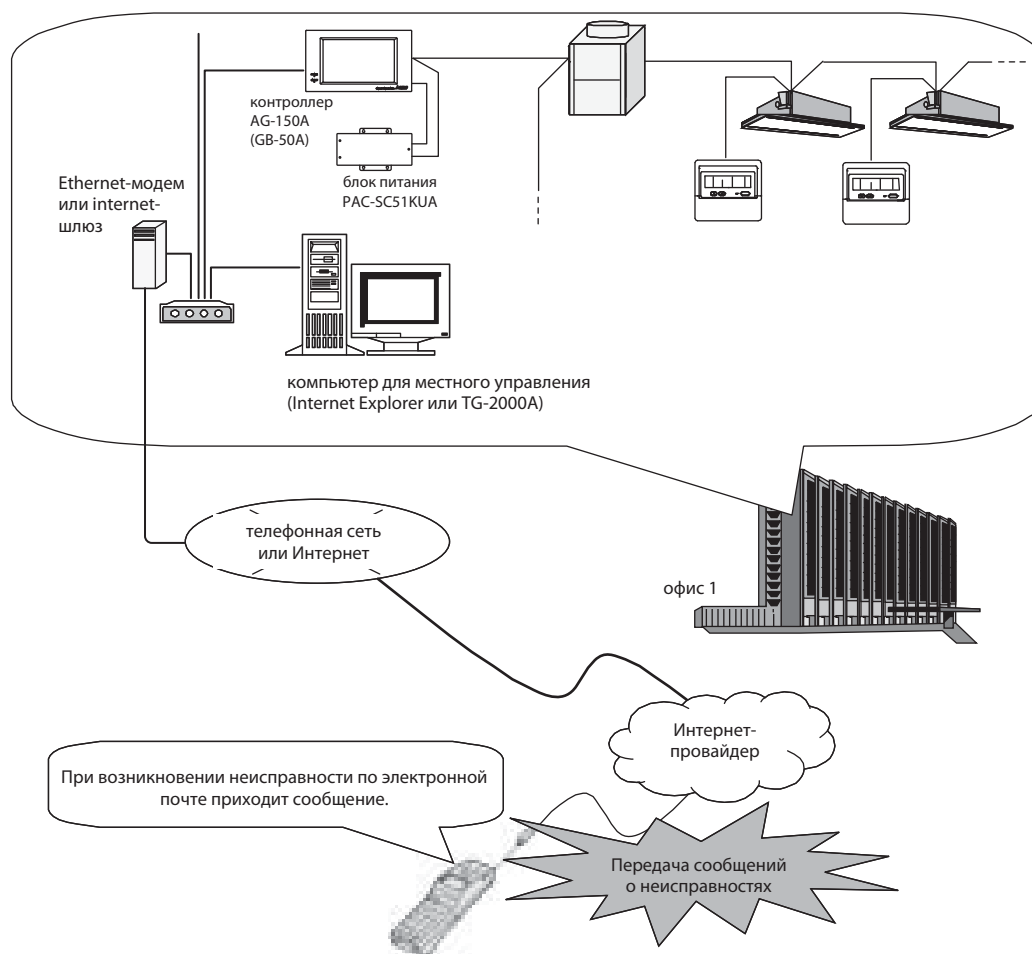 контроллер
AG-150A
(GB-50A)
блок питания
PAC-SC51KUA
Ethernet-модем
или internet-
шлюз
компьютер для местного управления
(Internet Explorer или TG-2000A)
телефонная сеть
или Интернет
офис 1
Интернет-
провайдер
При возникновении неисправности по электронной
почте приходит сообщение.
Передача сообщений
о неисправностях